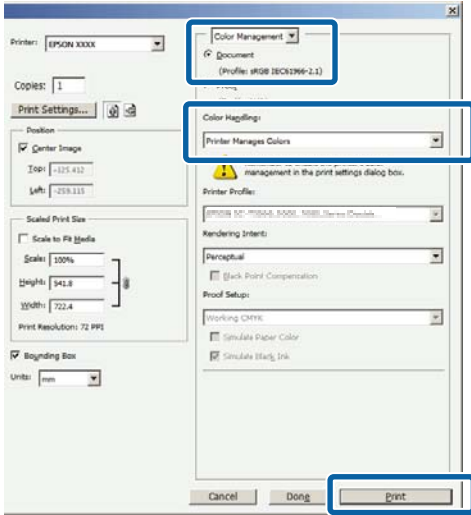 Printer: EPSON XXXX
Copies: 1
Print Settings...
Position
Center Image
Top: -125.412
Left: -259.115
Scaled Print Size
Scale to Fit Media
Scale: 100%
Height: 541.8
Width: 722.4
Print Resolution: 72 PPI
Bounding Box
Units: mm
Color Management
Document
(Profile: sRGB IEC61966-2.1)
Color Handling:
Printer Manages Colors
management in the print settings dialog box.
Printer Profile:
Rendering Intent:
Perceptual
Black Point Compensation
Proof Setup:
Working CMYK
Simulate Paper Color
Simulate Black Ink
Cancel
Done
Print